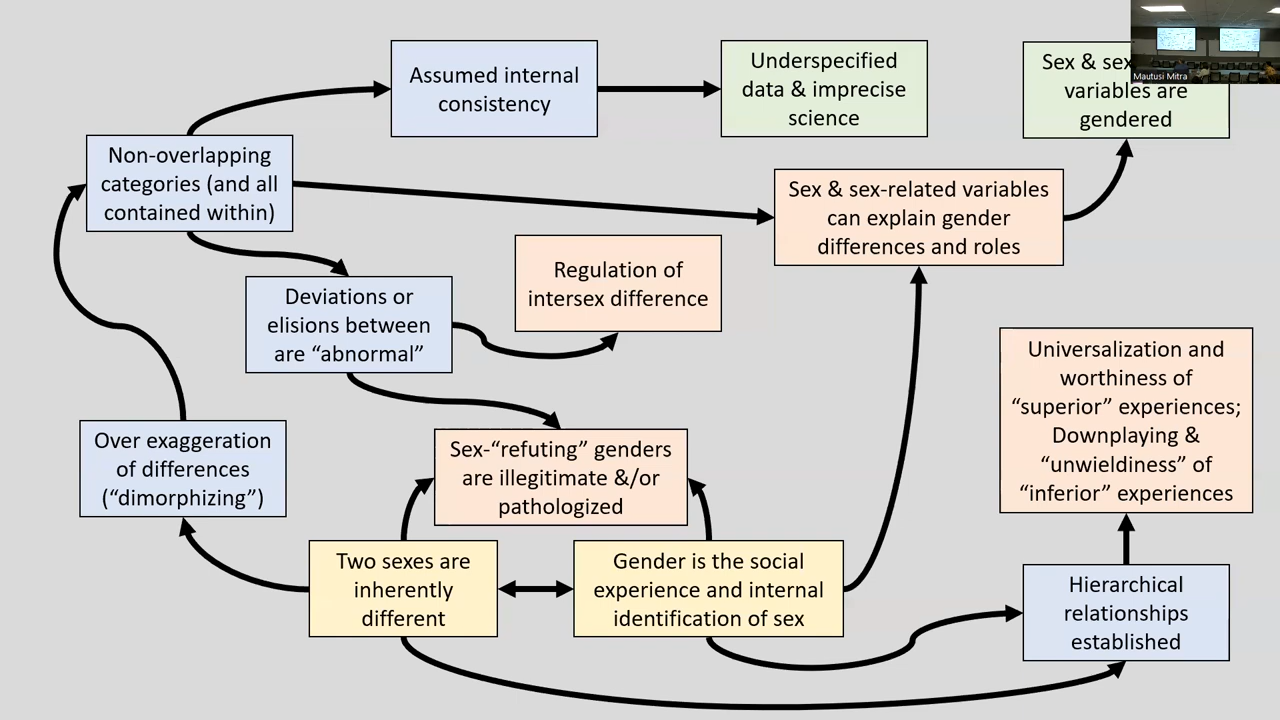 Assumed internal
consistency
Underspecified
data & imprecise
science
Sex & sex
variables are
gendered
Mautusi Mitra
Non-overlapping
categories (and all
contained within)
Sex & sex-related variables
can explain gender
differences and roles
Regulation of
intersex difference
Deviations or
elisions between
are “abnormal”
Universalization and
worthiness of
“superior” experiences;
Downplaying &
“unwieldiness” of
“inferior” experiences
Over exaggeration
of differences
(“dimorphizing”)
Sex-“refuting” genders
are illegitimate &/or
pathologized
Two sexes are
inherently
different
Gender is the social
experience and internal
identification of sex
Hierarchical
relationships
established